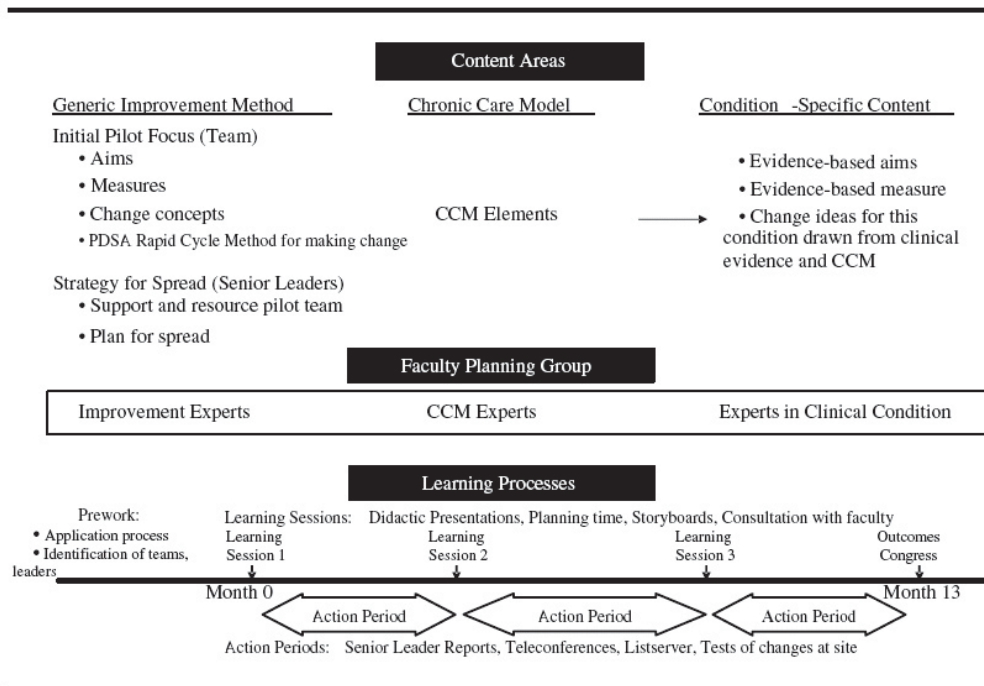 Content Areas
Generic Improvement Method
Chronic Care Model
Condition -Specific Content
Initial Pilot Focus (Team)
• Aims
• Measures
• Change concepts
• PDSA Rapid Cycle Method for making change
CCM Elements
• Evidence-based aims
• Evidence-based measure
• Change ideas for this
condition drawn from clinical
evidence and CCM
Strategy for Spread (Senior Leaders)
• Support and resource pilot team
• Plan for spread
Faculty Planning Group
Improvement Experts
CCM Experts
Experts in Clinical Condition
Learning Processes
Prework:
• Application process
• Identification of teams,
leaders
Learning Sessions: Didactic Presentations, Planning time, Storyboards, Consultation with faculty
Learning
Session 1
Learning
Session 2
Learning
Session 3
Outcomes
Congress
Month 0
Month 13
Action Period
Action Period
Action Period
Action Periods: Senior Leader Reports, Teleconferences, Listserver, Tests of changes at site